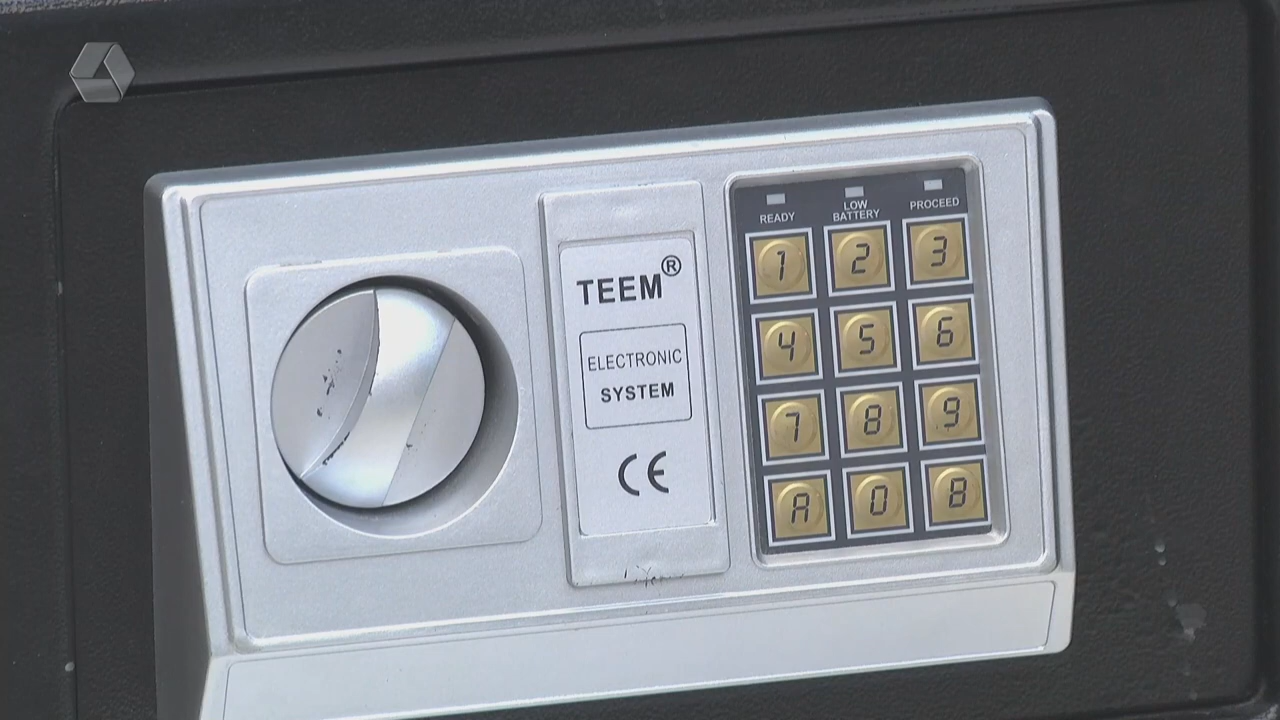 TEEM®
ELECTRONIC
SYSTEM
CE
READY LOW BATTERY PROCEED
1 2 3
4 5 6
7 8 9
A 0 B